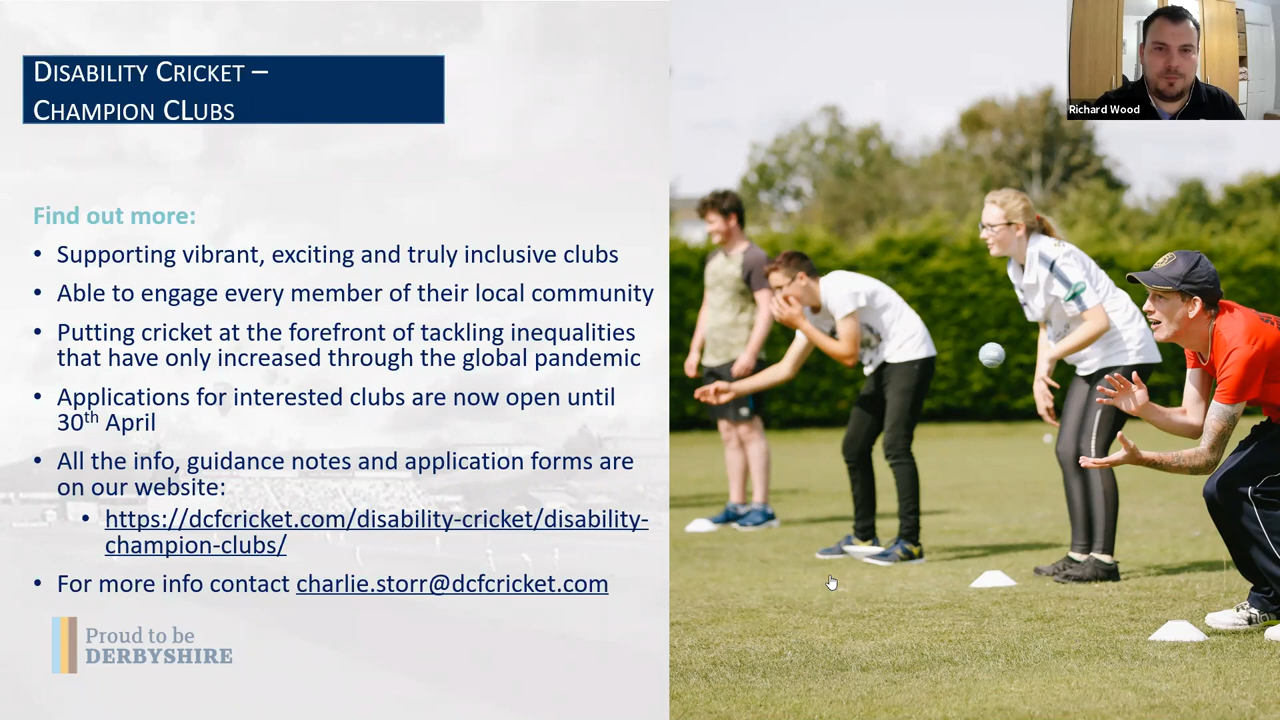 DISABILITY CRICKET –
CHAMPION CLUBS
Find out more:
• Supporting vibrant, exciting and truly inclusive clubs
• Able to engage every member of their local community
• Putting cricket at the forefront of tackling inequalities
that have only increased through the global pandemic
• Applications for interested clubs are now open until
30th April
• All the info, guidance notes and application forms are
on our website:
• https://dcfcricket.com/disability-cricket/disability-
champion-clubs/
• For more info contact charlie.storr@dcfcricket.com
Proud to be
DERBYSHIRE
Richard Wood